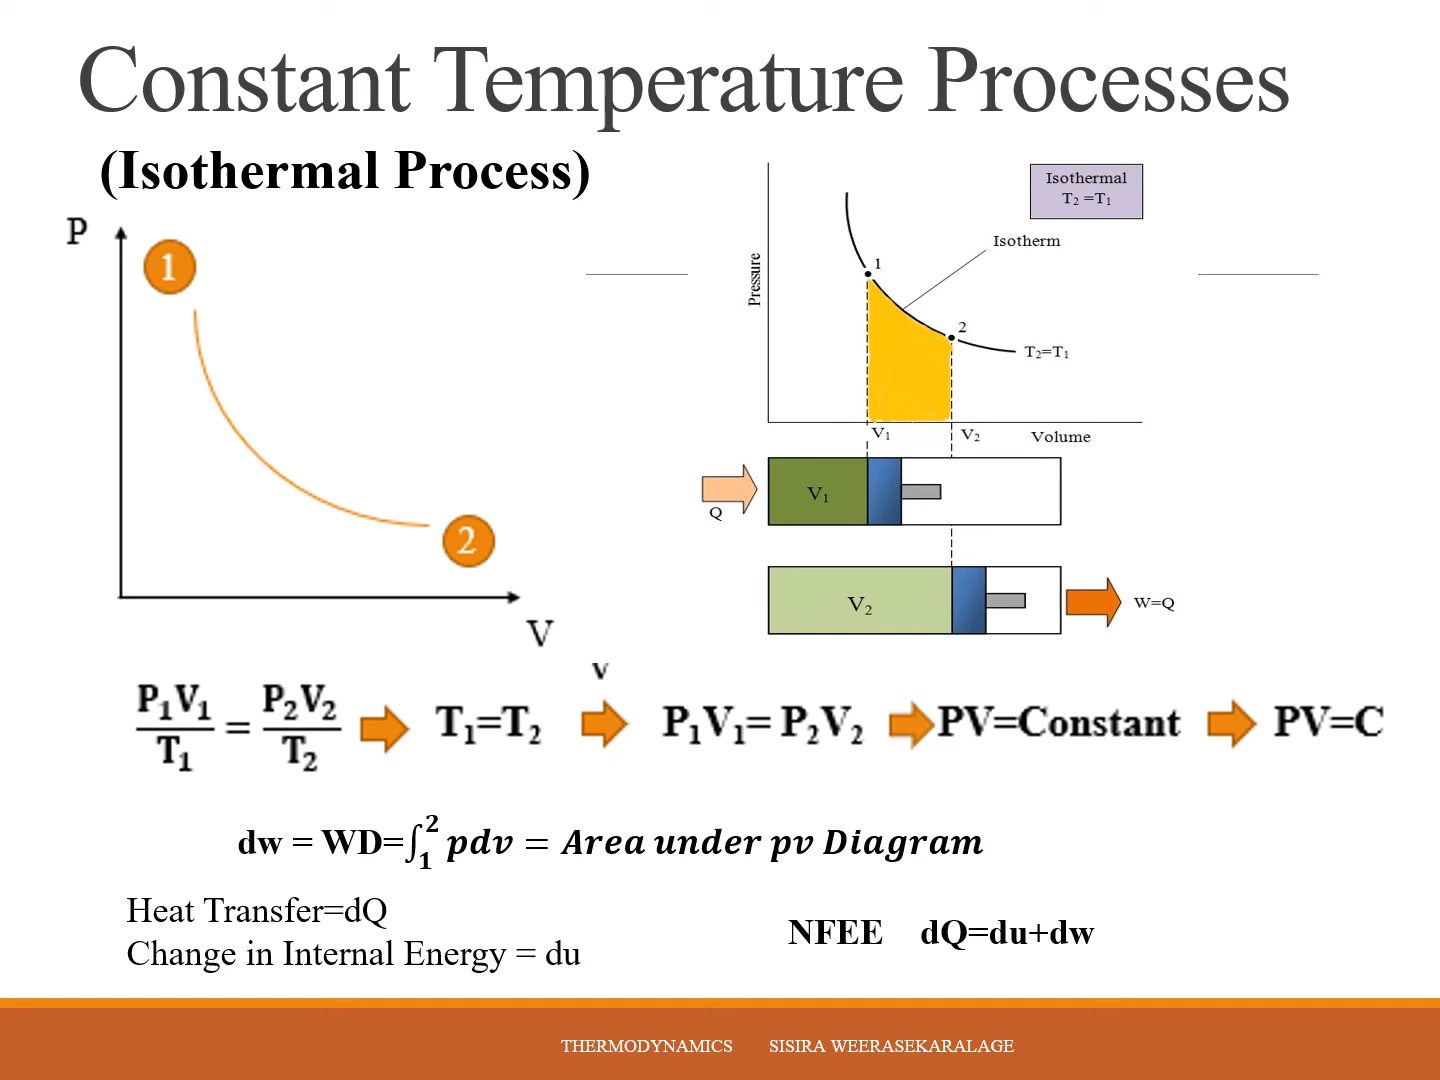 Constant Temperature Processes
(Isothermal Process)
P
1
2
V
Isothermal
T₂ =T₁
Isotherm
Pressure
1
2
T₂=T₁
V₁
V₂
Volume
Q
V₁
V₂
W=Q
v
P₁V₁/T₁ = P₂V₂/T₂ T₁=T₂ P₁V₁= P₂V₂ PV=Constant PV=C
dw = WD=∫₁² pdv = Area under pv Diagram
Heat Transfer=dQ
Change in Internal Energy = du
NFEE dQ=du+dw
THERMODYNAMICS SISIRA WEERASEKARALAGE